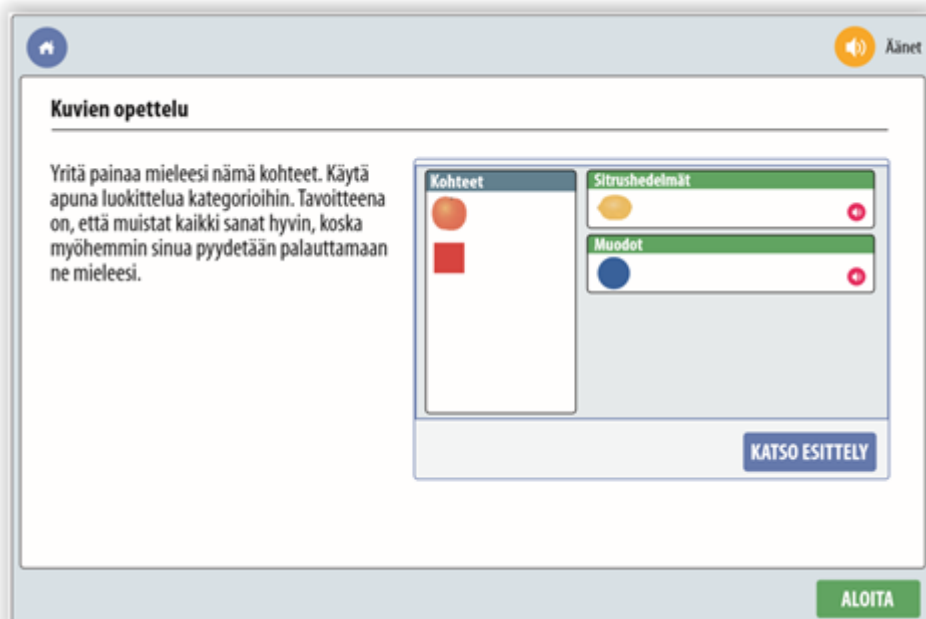 Äänet
Kuvien opettelu
Yritä painaa mieleesi nämä kohteet. Käytä
apuna luokittelua kategorioihin. Tavoitteena
on, että muistat kaikki sanat hyvin, koska
myöhemmin sinua pyydetään palauttamaan
ne mieleesi.
Kohteet
Sitrushedelmät
Muodot
KATSO ESITTELY
ALOITA